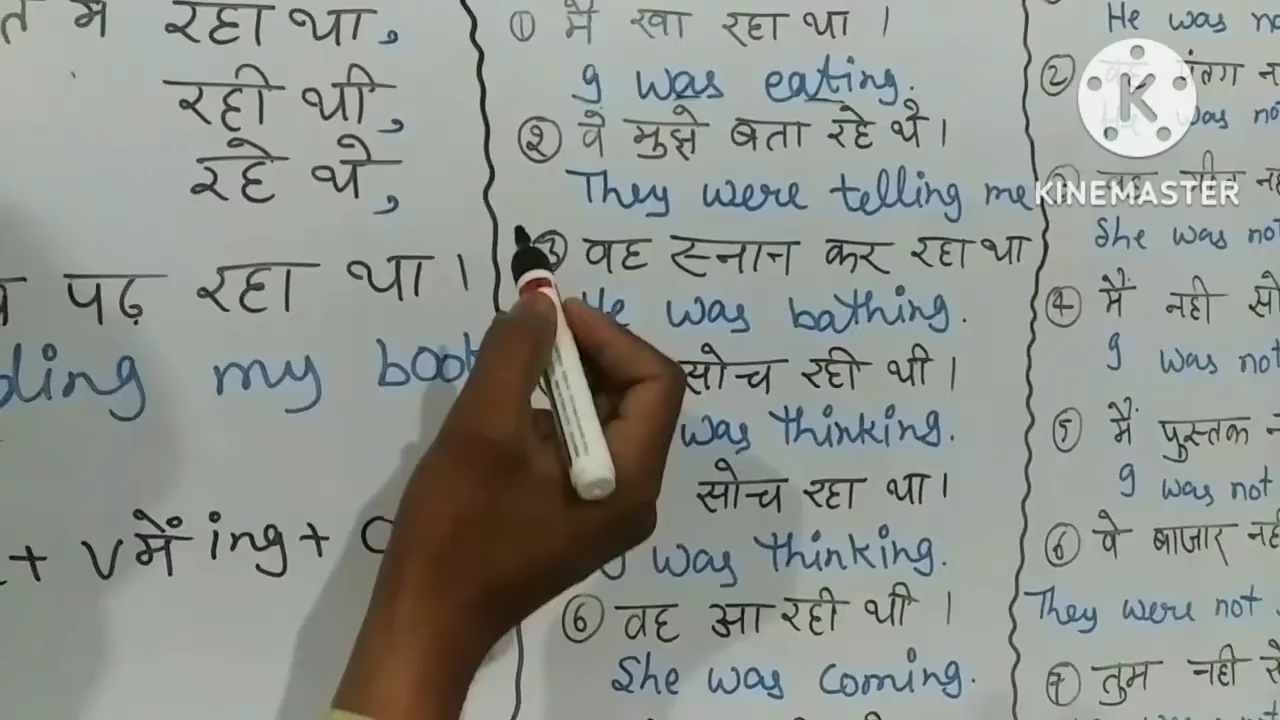 रहा था,
रही थी,
रहे थे,
पढ़ रहा था।
my book
+ V में ing +
① मैं खा रहा था।
I was eating.
② वे मुझे बता रहे थे।
They were telling me
③ वह स्नान कर रहा था
He was bathing.
सोच रही थी।
was thinking.
सोच रहा था।
I was thinking.
⑥ वह आ रही थी।
She was coming.
He was
②
was
She was
④ मैं नही
I was not
⑤ मैं पुस्तक
I was not
⑥ वे बाजार नही
They were not
⑦ तुम नही
K
KINEMASTER